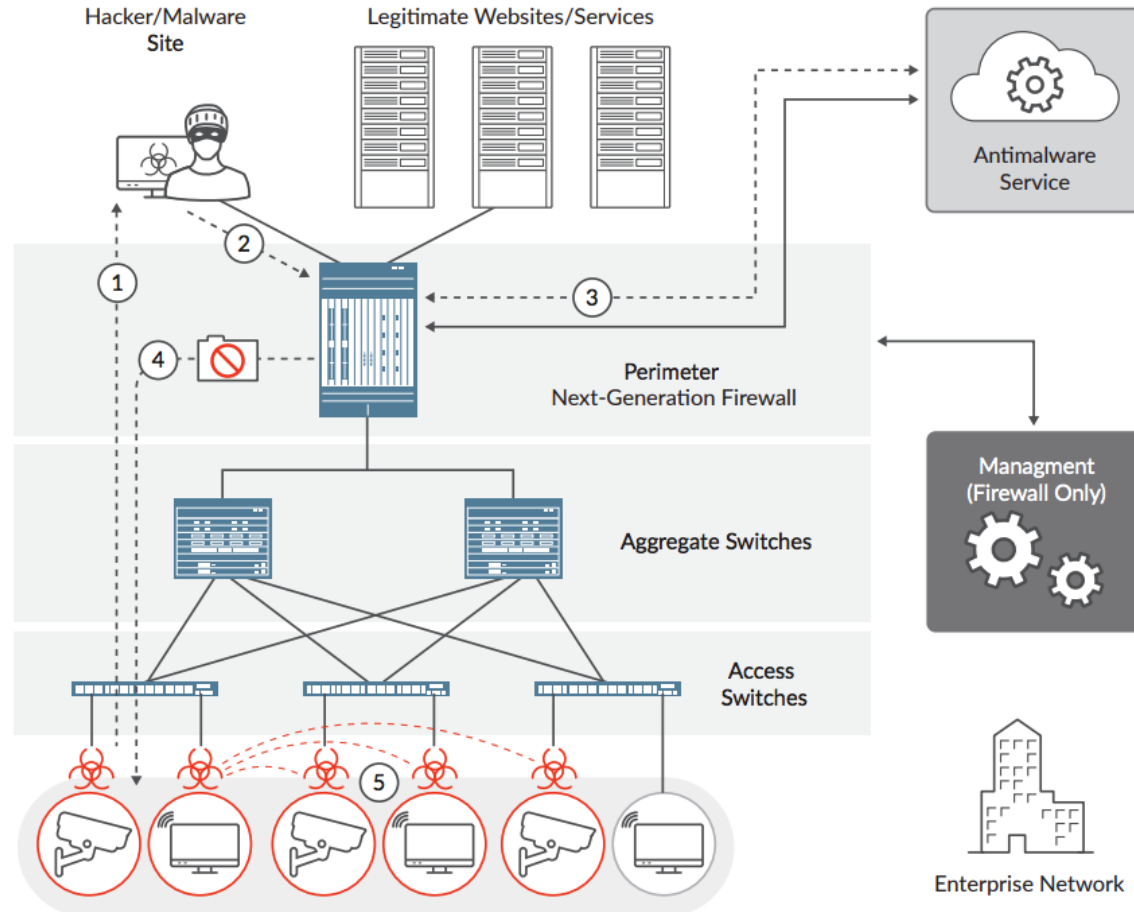 Hacker/Malware
Site
Legitimate Websites/Services
Antimalware
Service
2
1
3
4
Perimeter
Next-Generation Firewall
Managment
(Firewall Only)
Aggregate Switches
Access
Switches
5
Enterprise Network